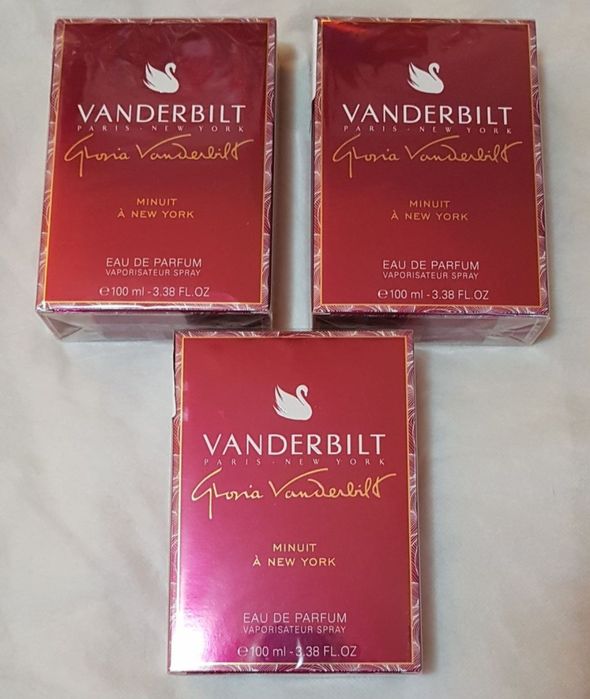 VANDERBILT
PARIS - NEW YORK
Gloria Vanderbilt
MINUIT
À NEW YORK
EAU DE PARFUM
VAPORISATEUR SPRAY
℮100 ml - 3.38 FL.OZ
VANDERBILT
PARIS - NEW YORK
Gloria Vanderbilt
MINUIT
À NEW YORK
EAU DE PARFUM
VAPORISATEUR SPRAY
℮100 ml - 3.38 FL.OZ
VANDERBILT
PARIS - NEW YORK
Gloria Vanderbilt
MINUIT
À NEW YORK
EAU DE PARFUM
VAPORISATEUR SPRAY
℮100 ml - 3.38 FL.OZ